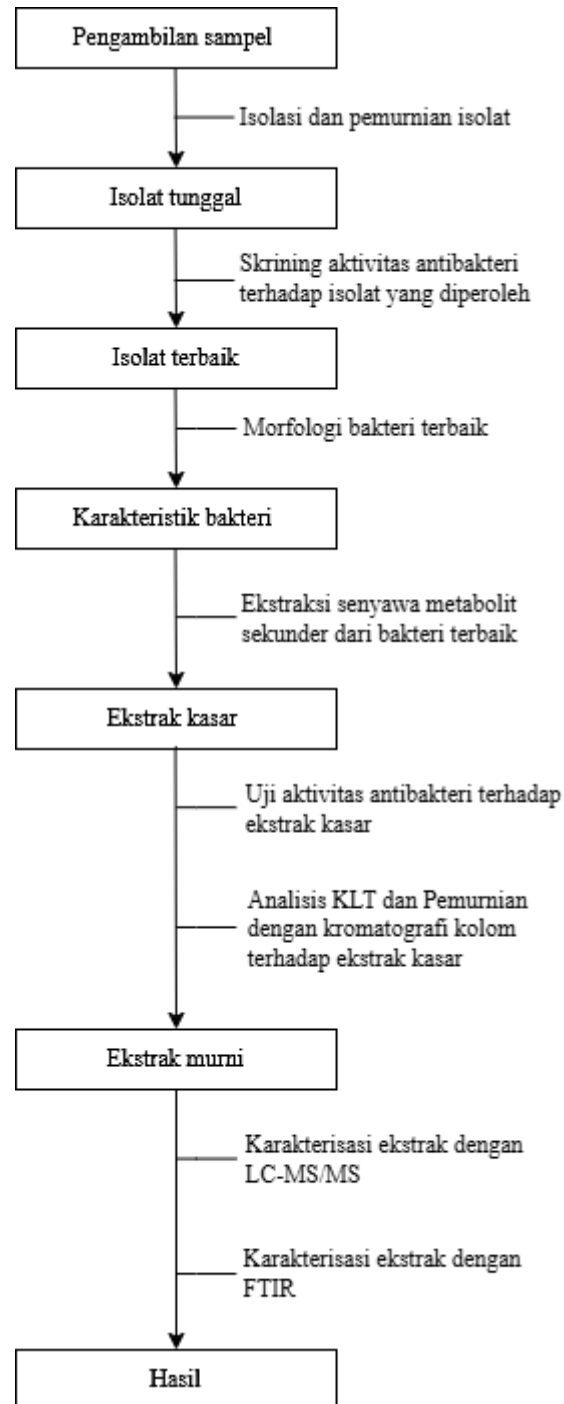 Pengambilan sampel
Isolasi dan pemurnian isolat
Isolat tunggal
Skrining aktivitas antibakteri
terhadap isolat yang diperoleh
Isolat terbaik
Morfologi bakteri terbaik
Karakteristik bakteri
Ekstraksi senyawa metabolit
sekunder dari bakteri terbaik
Ekstrak kasar
Uji aktivitas antibakteri terhadap
ekstrak kasar
Analisis KLT dan Pemurnian
dengan kromatografi kolom
terhadap ekstrak kasar
Ekstrak murni
Karakterisasi ekstrak dengan
LC-MS/MS
Karakterisasi ekstrak dengan
FTIR
Hasil